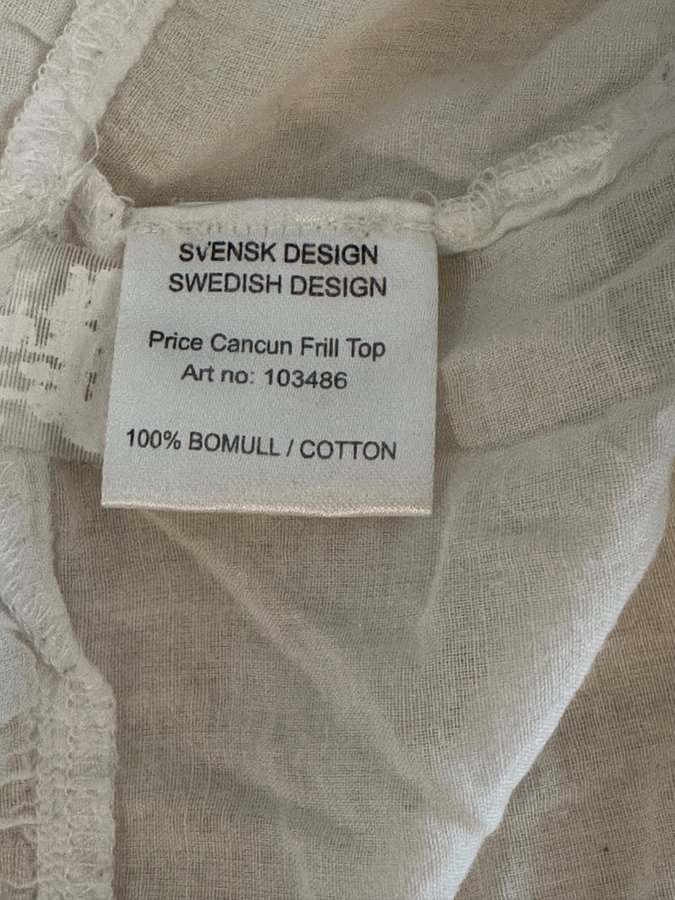 SVENSK DESIGN
SWEDISH DESIGN
Price Cancun Frill Top
Art no: 103486
100% BOMULL / COTTON